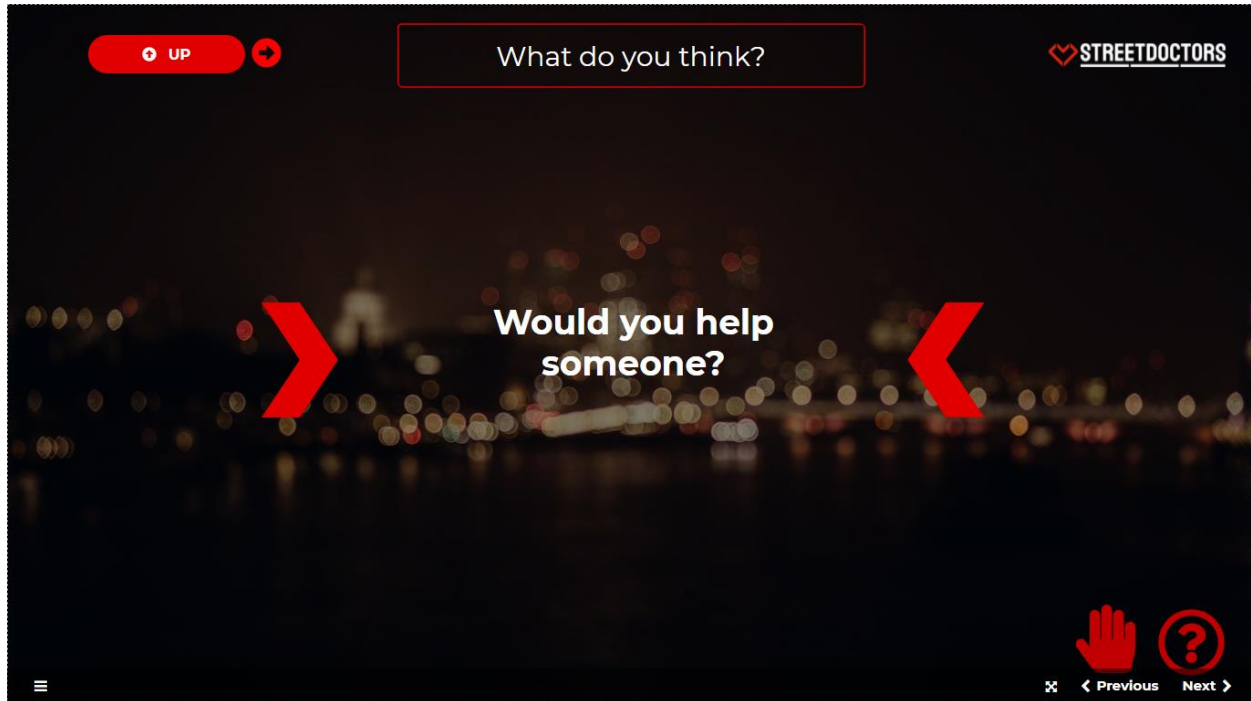 UP
What do you think?
STREETDOCTORS
Would you help
someone?
?
Previous Next